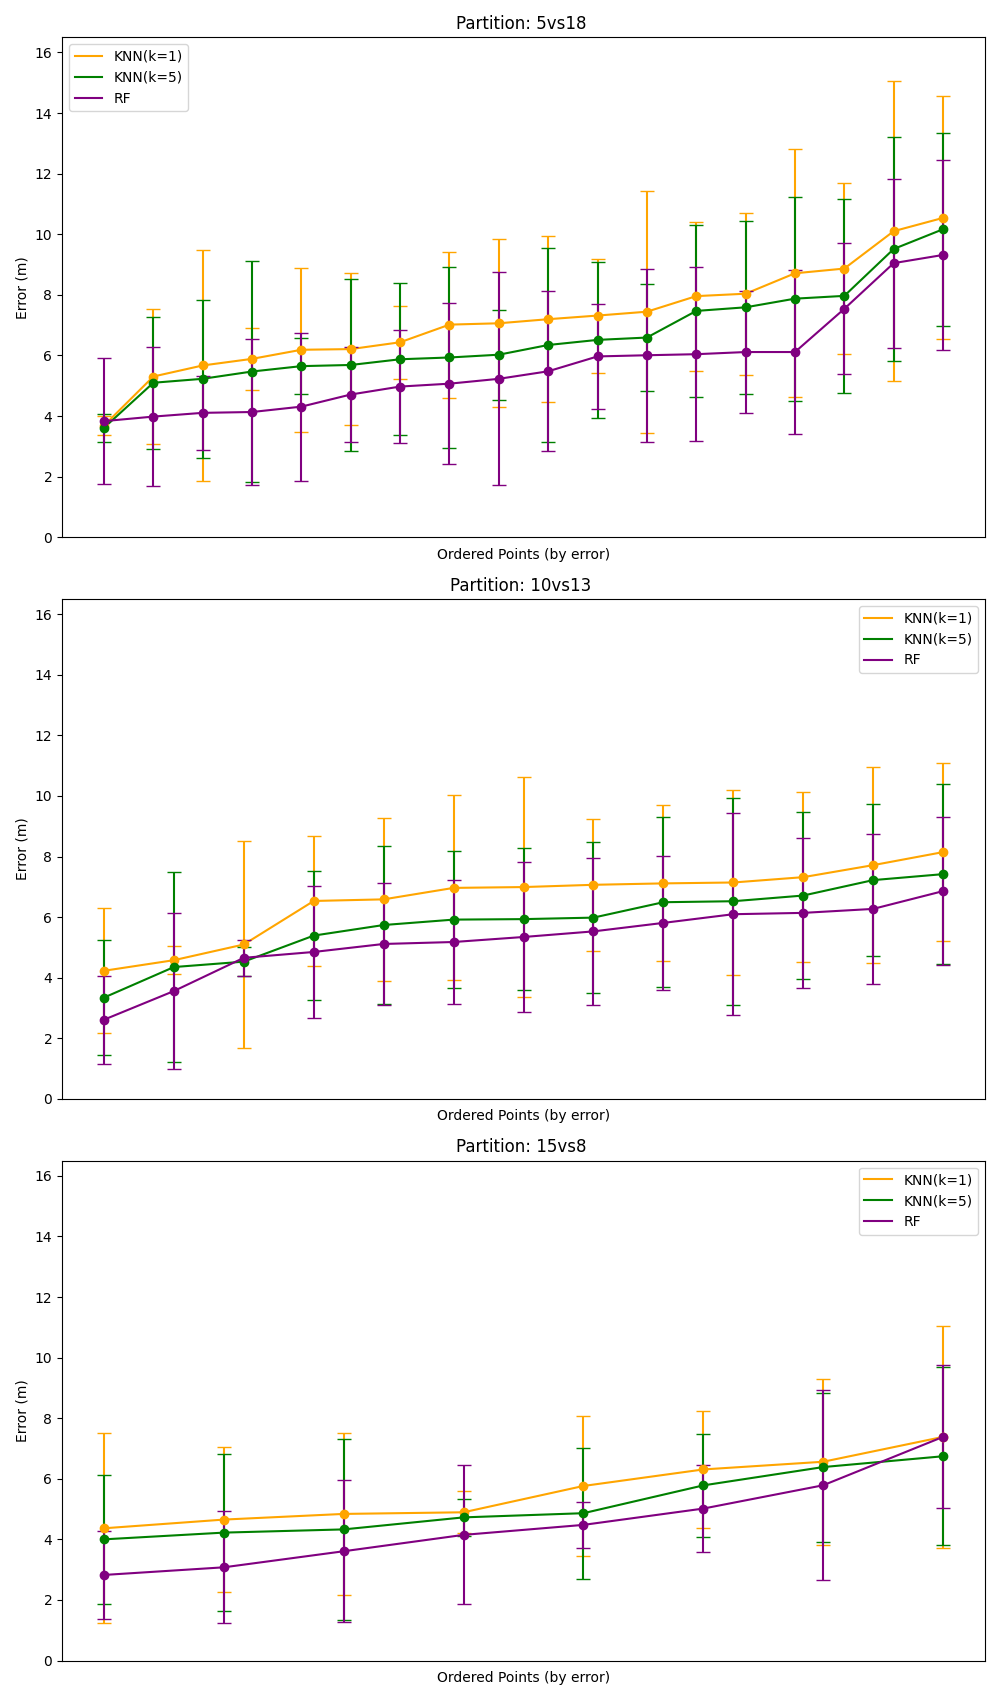 Partition: 5vs18
16
14
12
10
8
6
4
2
0
Error (m)
KNN(k=1)
KNN(k=5)
RF
Ordered Points (by error)
Partition: 10vs13
16
14
12
10
8
6
4
2
0
Error (m)
KNN(k=1)
KNN(k=5)
RF
Ordered Points (by error)
Partition: 15vs8
16
14
12
10
8
6
4
2
0
Error (m)
KNN(k=1)
KNN(k=5)
RF
Ordered Points (by error)